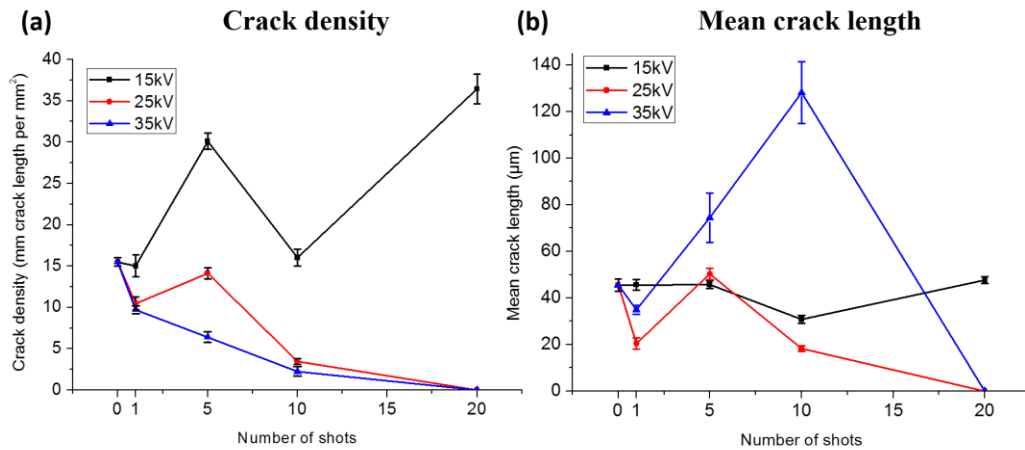 (a) Crack density
Crack density (mm crack length per mm²)
40
35
30
25
20
15
10
5
0
15kV
25kV
35kV
0 1 5 10 20
Number of shots
(b) Mean crack length
Mean crack length (µm)
140
120
100
80
60
40
20
0
15kV
25kV
35kV
0 1 5 10 20
Number of shots